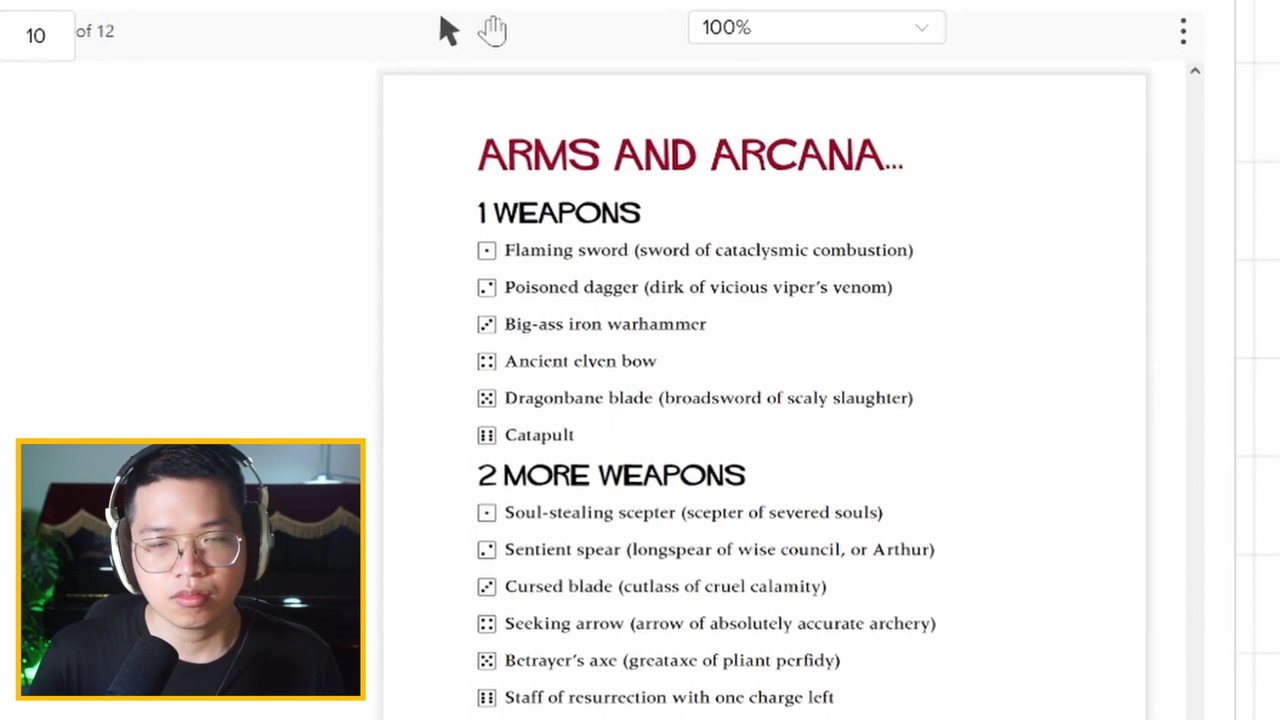 10 of 12 100%
ARMS AND ARCANA...
1 WEAPONS
Flaming sword (sword of cataclysmic combustion)
Poisoned dagger (dirk of vicious viper's venom)
Big-ass iron warhammer
Ancient elven bow
Dragonbane blade (broadsword of scaly slaughter)
Catapult
2 MORE WEAPONS
Soul-stealing scepter (scepter of severed souls)
Sentient spear (longspear of wise council, or Arthur)
Cursed blade (cutlass of cruel calamity)
Seeking arrow (arrow of absolutely accurate archery)
Betrayer's axe (greataxe of pliant perfidy)
Staff of resurrection with one charge left